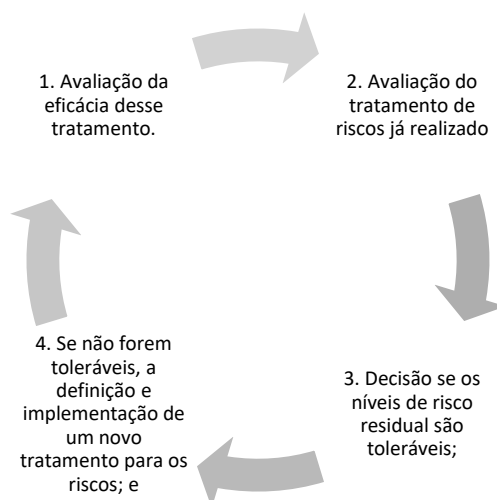 1. Avaliação da
eficácia desse
tratamento.
2. Avaliação do
tratamento de
riscos já realizado
3. Decisão se os
níveis de risco
residual são
toleráveis;
4. Se não forem
toleráveis, a
definição e
implementação de
um novo
tratamento para os
riscos; e